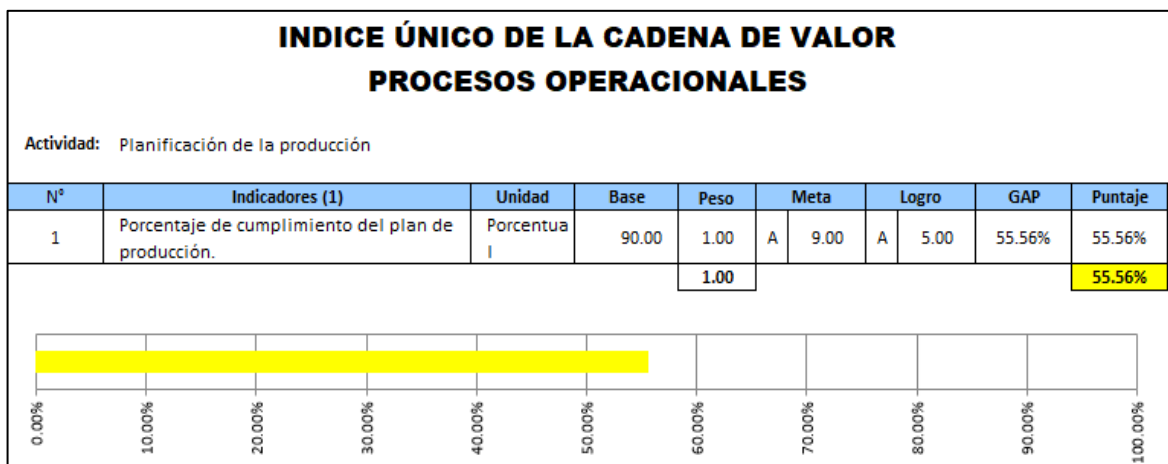 INDICE ÚNICO DE LA CADENA DE VALOR
PROCESOS OPERACIONALES
Actividad: Planificación de la producción
N° Indicadores (1) Unidad Base Peso Meta Logro GAP Puntaje
1 Porcentaje de cumplimiento del plan de producción. Porcentua l 90.00 1.00 A 9.00 A 5.00 55.56% 55.56%
1.00 55.56%
0.00% 10.00% 20.00% 30.00% 40.00% 50.00% 60.00% 70.00% 80.00% 90.00% 100.00%